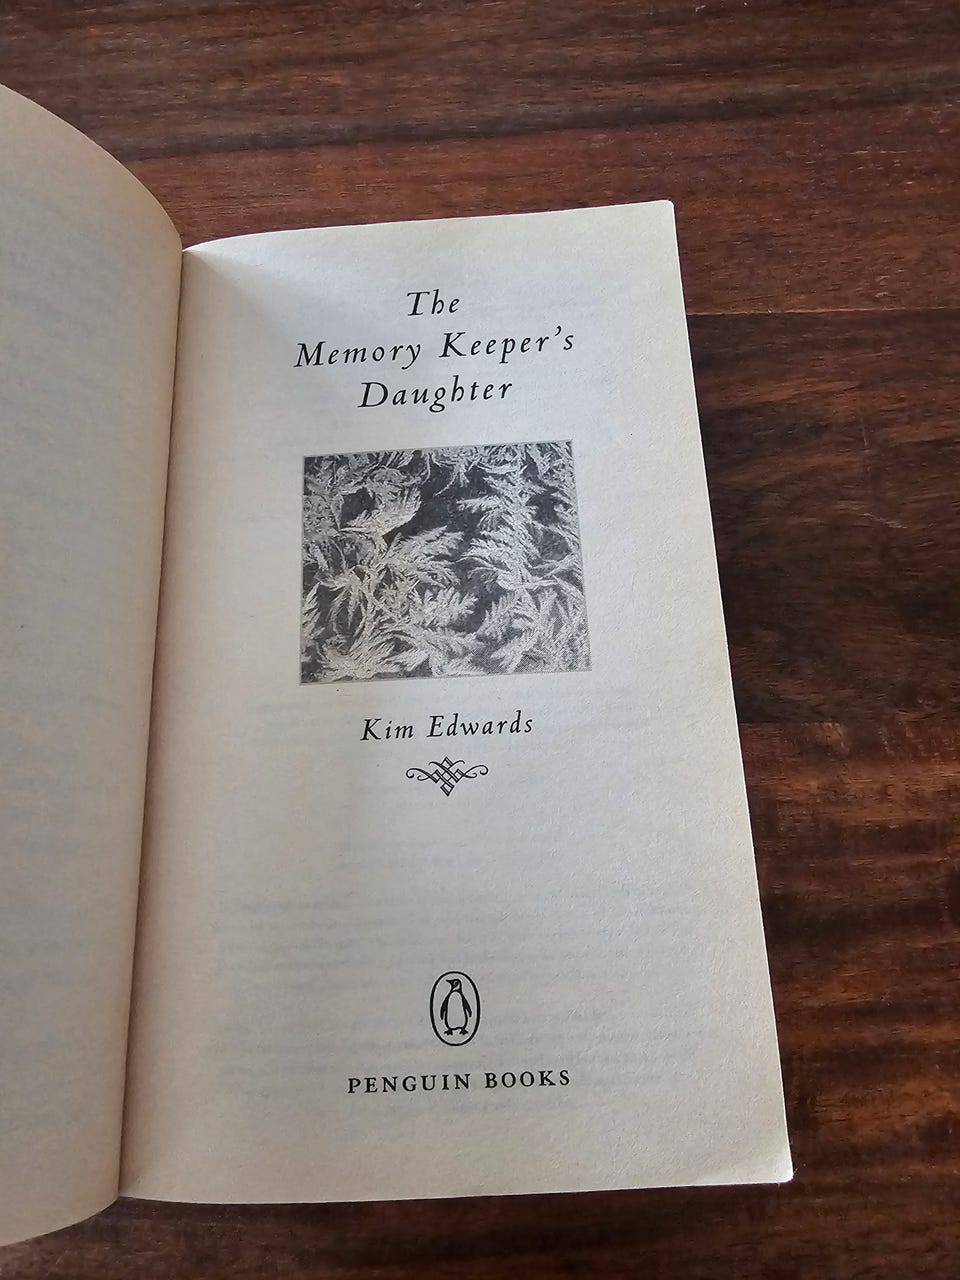 The
Memory Keeper's
Daughter
Kim Edwards
PENGUIN BOOKS